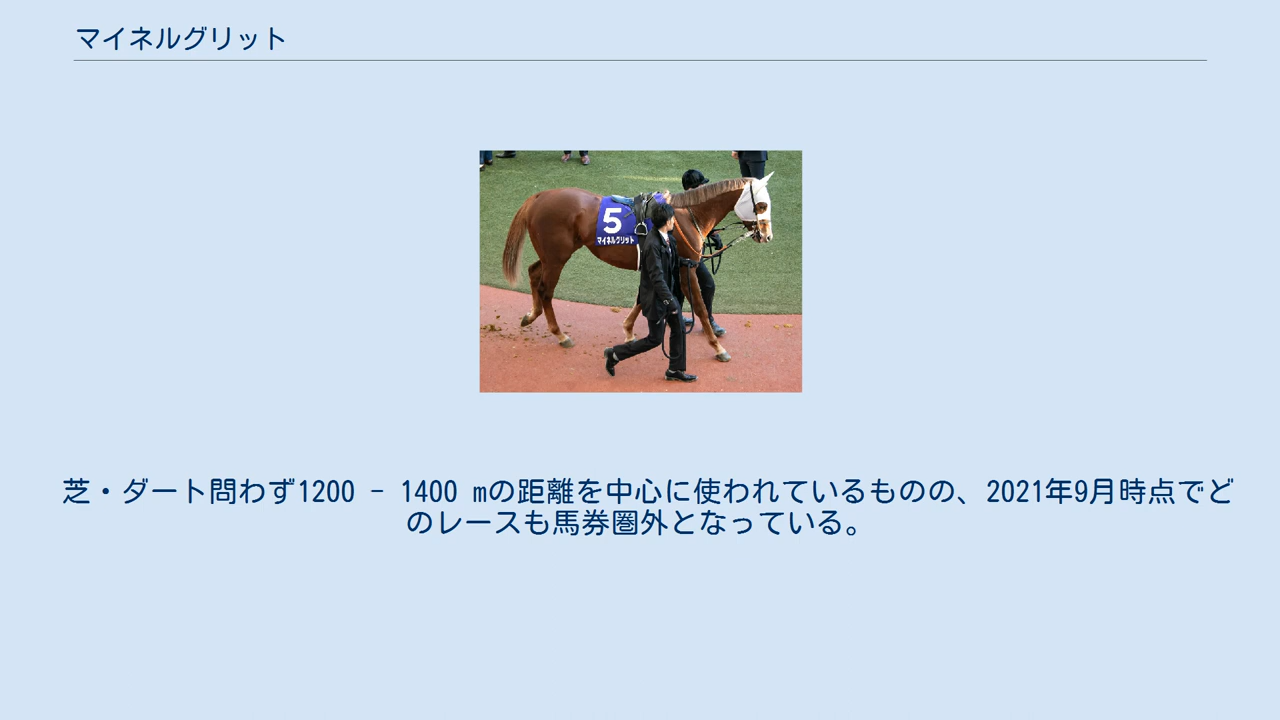 マイネルグリット
5
マイネルグリット
芝・ダート問わず1200 - 1400 mの距離を中心に使われているものの、2021年9月時点でど
のレースも馬券圏外となっている。